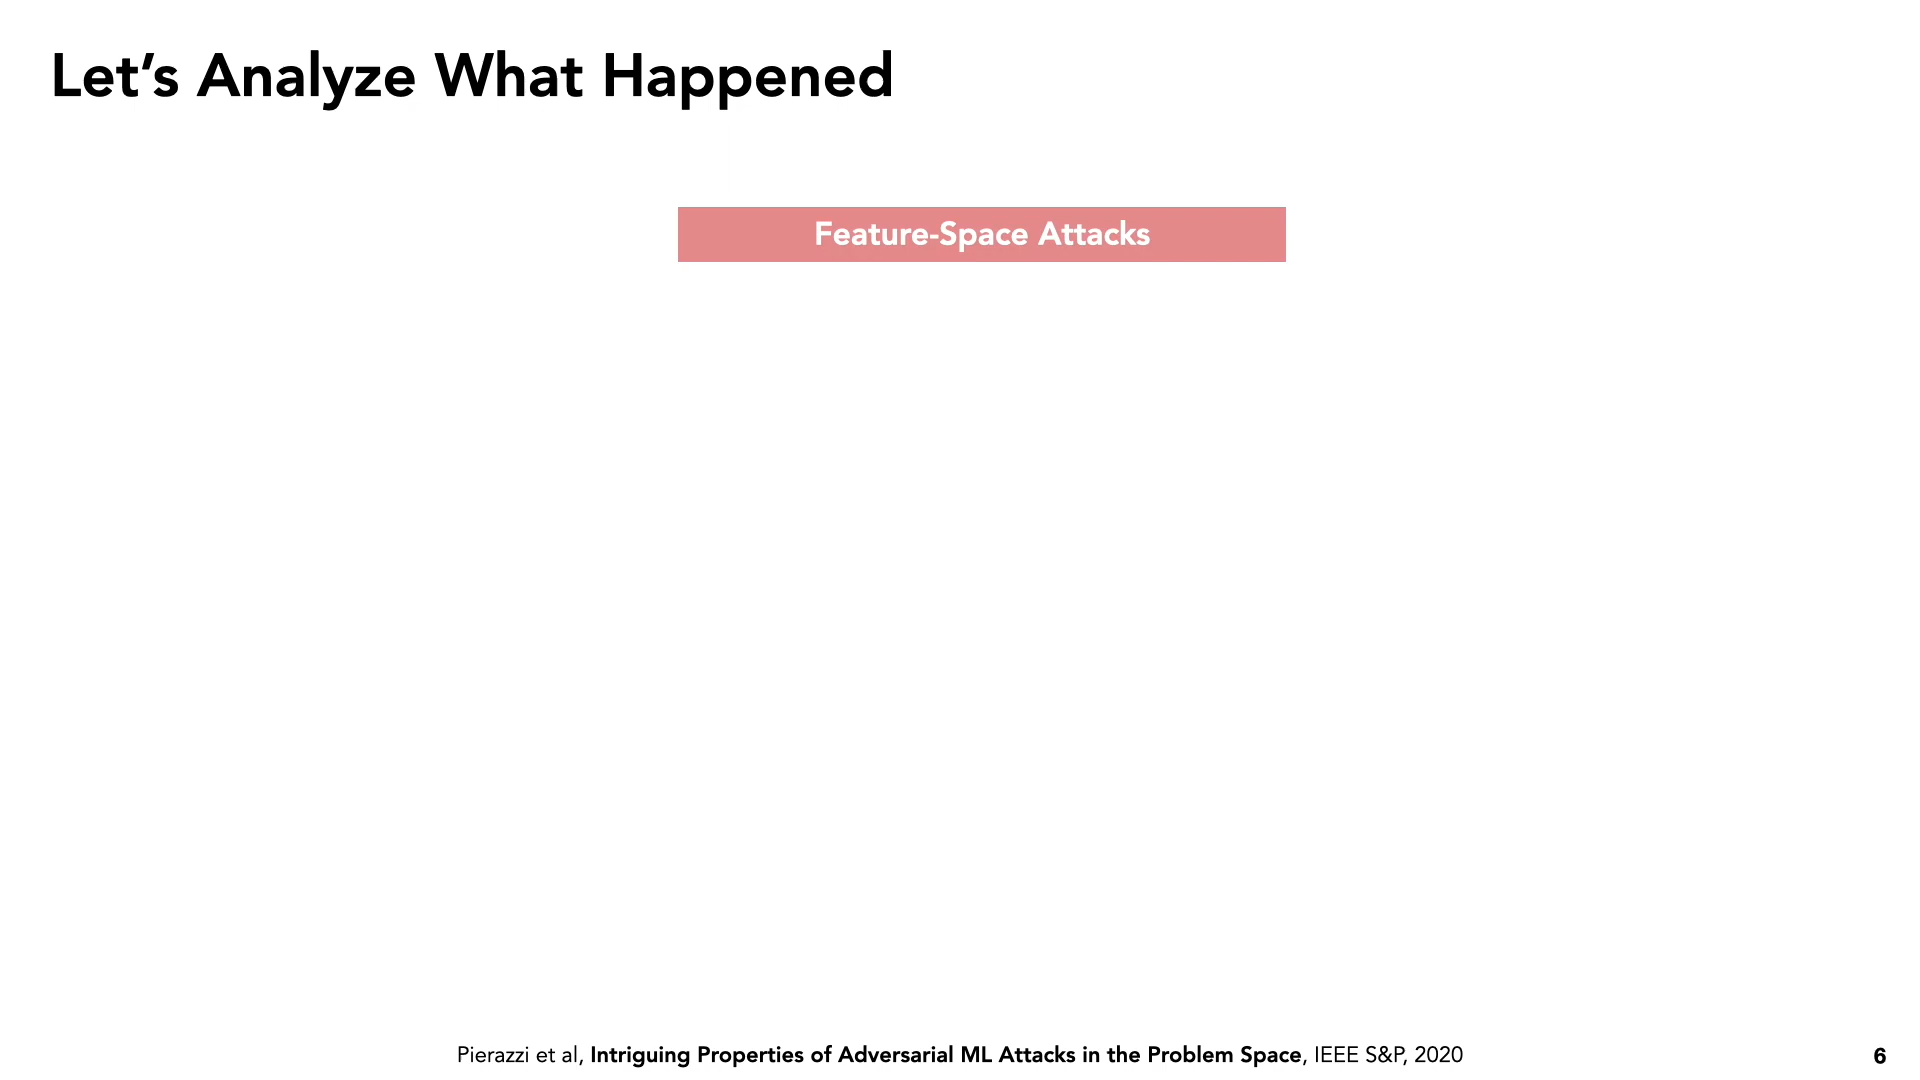 Let’s Analyze What Happened
Feature-Space Attacks
Pierazzi et al, Intriguing Properties of Adversarial ML Attacks in the Problem Space, IEEE S&P, 2020
6